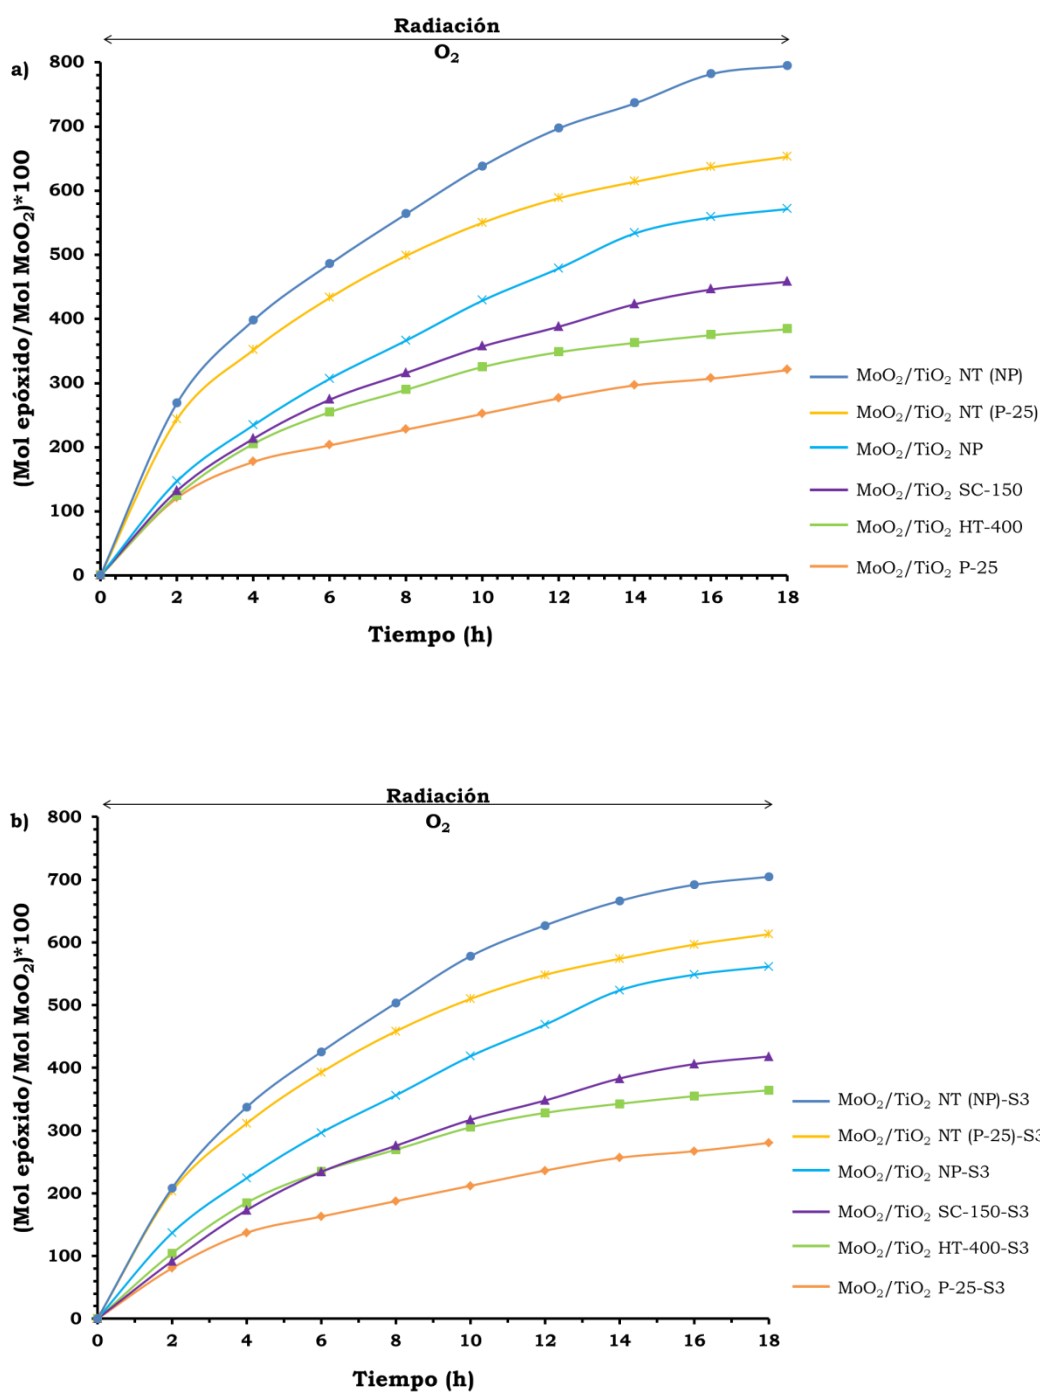 Radiación
O₂
a)
800
700
600
500
400
300
200
100
0
(Mol epóxido/Mol MoO₂)*100
0 2 4 6 8 10 12 14 16 18
Tiempo (h)
MoO₂/TiO₂ NT (NP)
MoO₂/TiO₂ NT (P-25)
MoO₂/TiO₂ NP
MoO₂/TiO₂ SC-150
MoO₂/TiO₂ HT-400
MoO₂/TiO₂ P-25
Radiación
O₂
b)
800
700
600
500
400
300
200
100
0
(Mol epóxido/Mol MoO₂)*100
0 2 4 6 8 10 12 14 16 18
Tiempo (h)
MoO₂/TiO₂ NT (NP)-S3
MoO₂/TiO₂ NT (P-25)-S3
MoO₂/TiO₂ NP-S3
MoO₂/TiO₂ SC-150-S3
MoO₂/TiO₂ HT-400-S3
MoO₂/TiO₂ P-25-S3